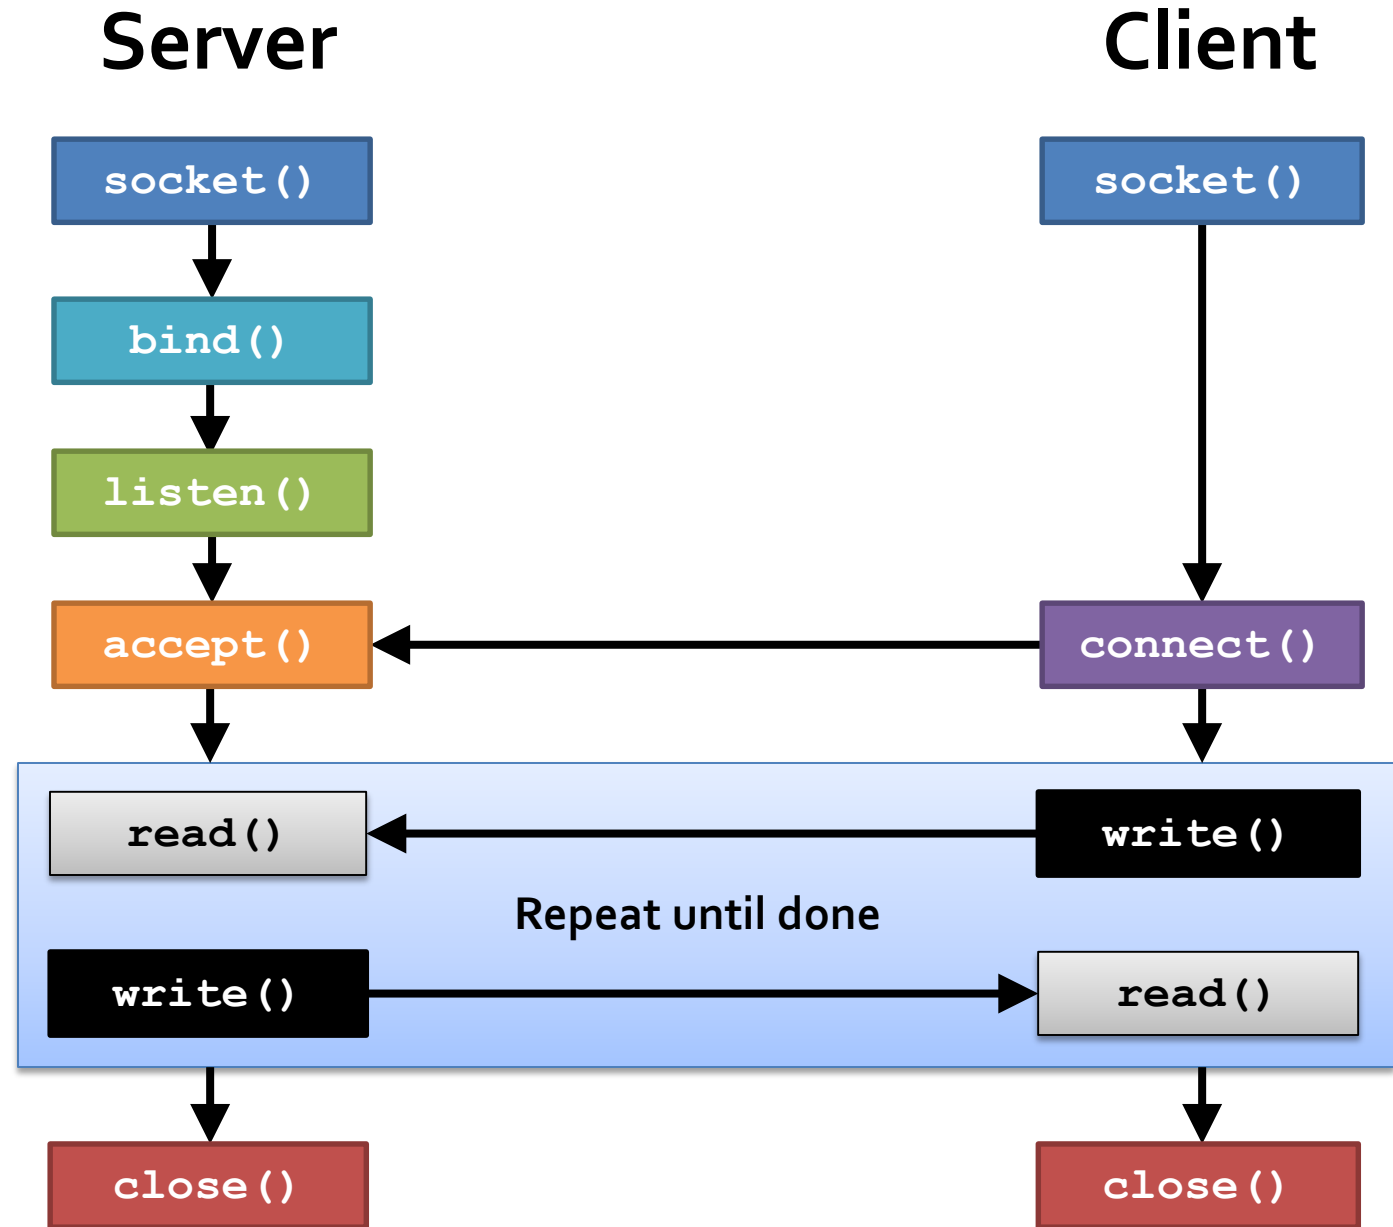 Server
Client
socket()
socket()
bind()
listen()
accept()
connect()
read()
write()
Repeat until done
write()
read()
close()
close()